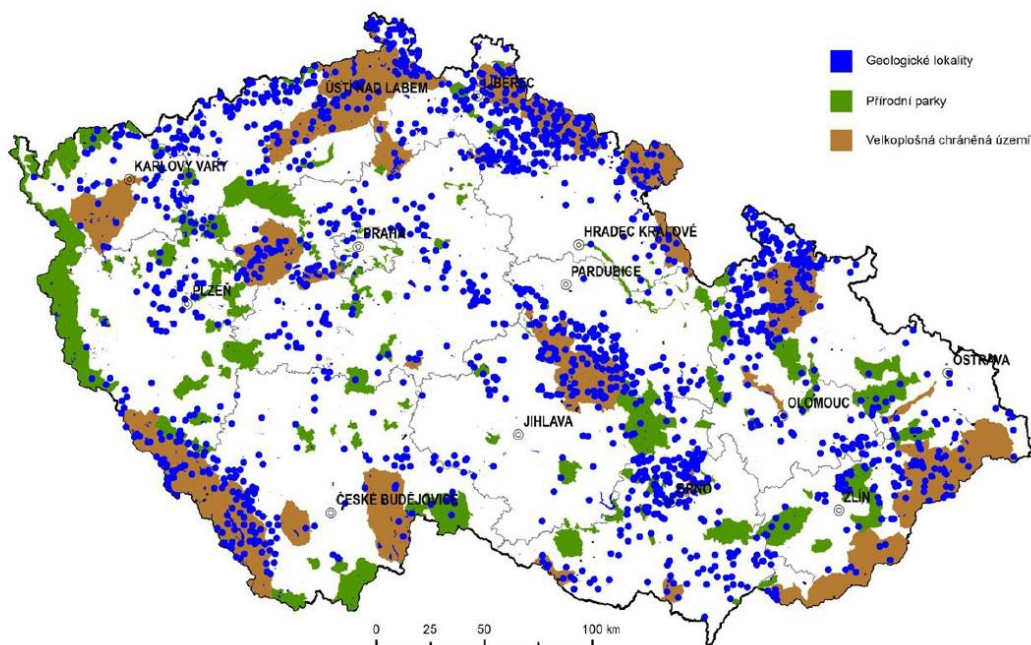 Geologické lokality
Přírodní parky
Velkoplošná chráněná území
ÚSTÍ NAD LABEM
LIBEREC
KARLOVY VARY
PRAHA
HRADEC KRÁLOVÉ
PARDUBICE
PLZEŇ
OSTRAVA
OLOMOUC
JIHLAVA
BRNO
ČESKÉ BUDĚJOVICE
ZLÍN
0 25 50 100 km